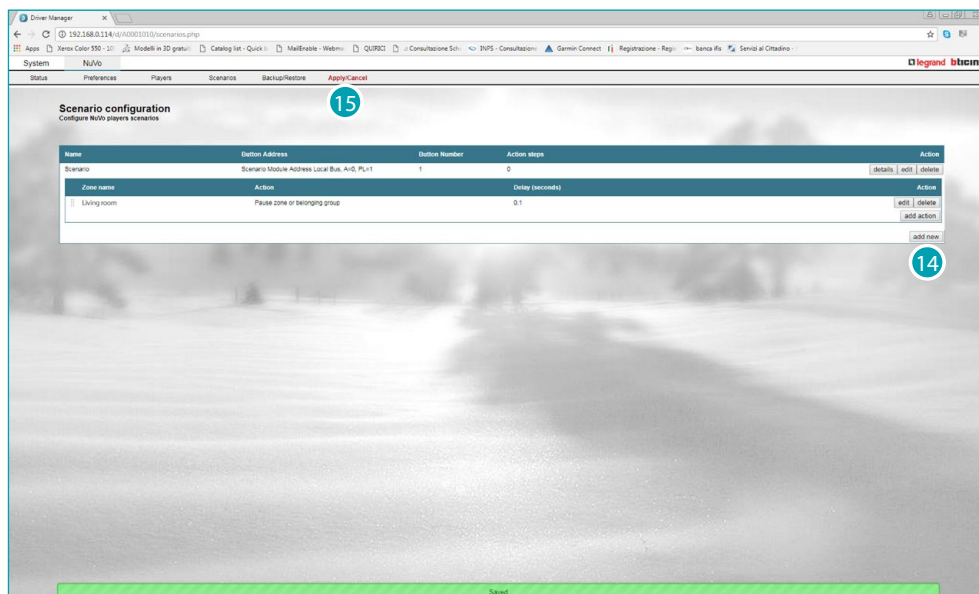 Driver Manager
192.168.0.114/d/A0001010/scenarios.php
Apps Xerox Color 550 - 10 Modelli in 3D gratuiti Catalog list - Quick b MailEnable - Webma QUIRICI Consultazione Sche INPS - Consultazione Garmin Connect Registrazione - Regi banca ifis Servizi al Cittadino -
System NuVo legrand bticin
Status Preferences Players Scenarios Backup/Restore Apply/Cancel
15
Scenario configuration
Configure NuVo players scenarios
Name Button Address Button Number Action steps Action
Scenario Scenario Module Address Local Bus, A=0, PL=1 1 0 details edit delete
Zone name Action Delay (seconds) Action
Living room Pause zone or belonging group 0.1 edit delete
add action
add new
14
Saved